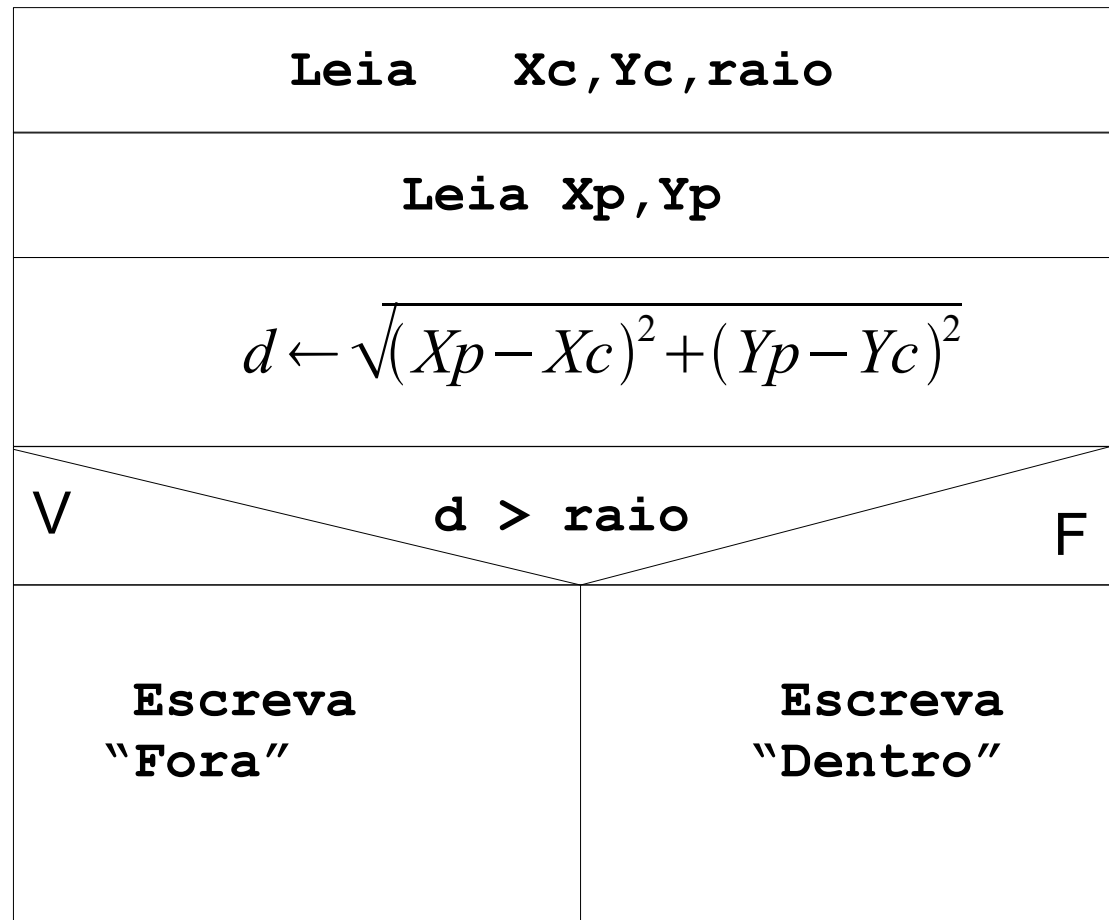 Leia Xc,Yc,raio
Leia Xp,Yp
d ← √(Xp − Xc)² + (Yp − Yc)²
V
d > raio
F
Escreva
“Fora”
Escreva
“Dentro”